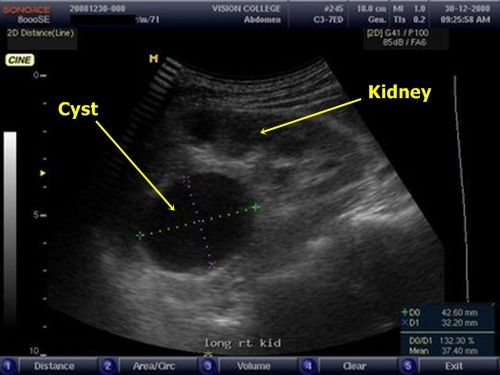 SONOACE 20081230-000 VISION COLLEGE #245 10.0 cm MI 1.0 30-12-2008
8000SE /m/71 Abdomen C3-7ED Gen. TIs 0.2 09:25:58 AM
2D Distance(Line) [2D] G41 / P100
85dB / FA6
CINE
M
0
Kidney
Cyst
5
D0 42.60 mm
D1 32.20 mm
D0/D1 132.30 %
Mean 37.40 mm
long rt kid
10
1 Distance 2 Area/Circ 3 Volume 4 Clear 5 Exit